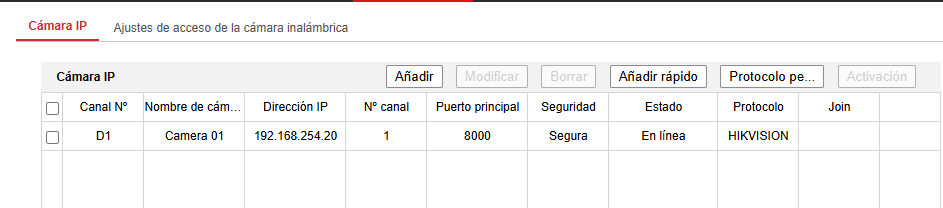 Cámara IP Ajustes de acceso de la cámara inalámbrica
Cámara IP Añadir Modificar Borrar Añadir rápido Protocolo pe... Activación
Canal Nº Nombre de cám... Dirección IP Nº canal Puerto principal Seguridad Estado Protocolo Join
D1 Camera 01 192.168.254.20 1 8000 Segura En línea HIKVISION